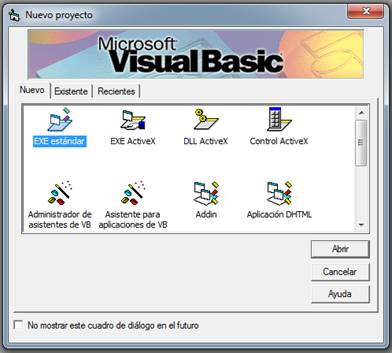 Nuevo proyecto
Microsoft
Visual Basic
Nuevo Existente Recientes
EXE estándar EXE ActiveX DLL ActiveX Control ActiveX
Administrador de asistentes de VB Asistente para aplicaciones de VB Addin Aplicación DHTML
Abrir
Cancelar
Ayuda
No mostrar este cuadro de diálogo en el futuro